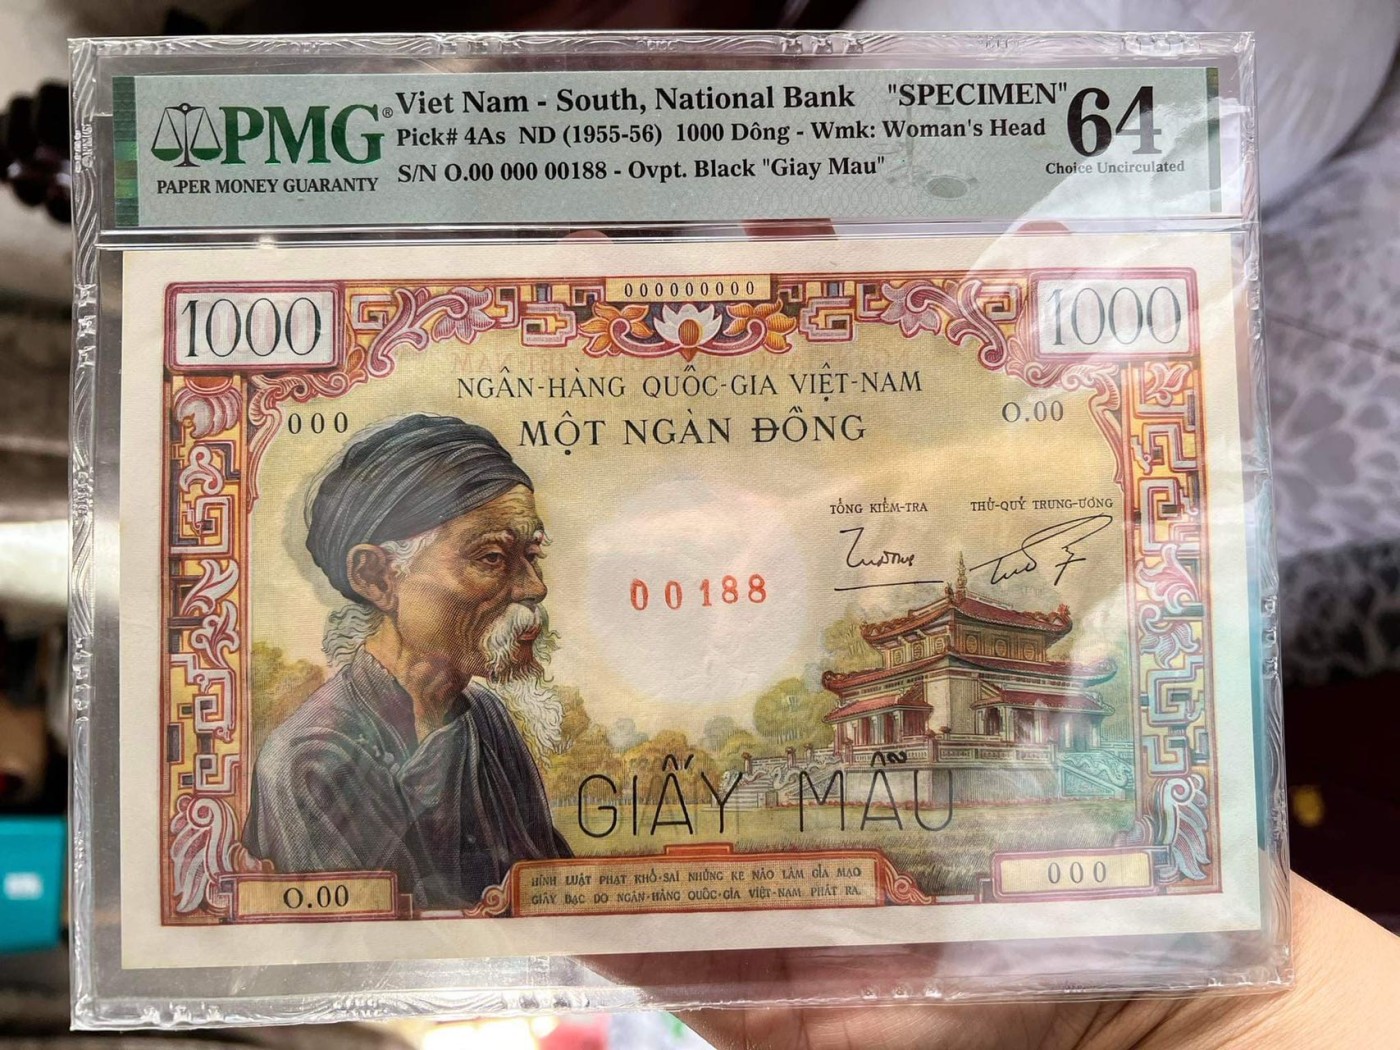 PMG®
PAPER MONEY GUARANTY
Viet Nam - South, National Bank "SPECIMEN"
Pick# 4As ND (1955-56) 1000 Dông - Wmk: Woman's Head
S/N O.00 000 00188 - Ovpt. Black "Giay Mau"
64
Choice Uncirculated
000000000
1000
1000
NGÂN-HÀNG QUỐC-GIA VIỆT-NAM
000
MỘT NGÀN ĐỒNG
O.00
TỔNG KIỂM-TRA
THỦ-QUỸ TRUNG-ƯƠNG
00188
GIẤY MẪU
HÌNH LUẬT PHẠT KHỔ-SAI NHỮNG KẺ NÀO LÀM GIẢ MẠO
GIẤY BẠC DO NGÂN-HÀNG QUỐC-GIA VIỆT-NAM PHÁT RA.
O.00
000